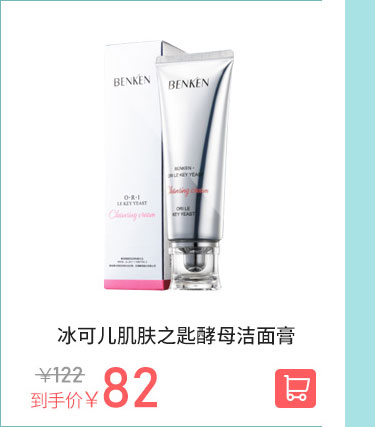 BENKEN
O·R·I
LE KEY YEAST
Cleansing cream
BENKEN
BENKEN
ORI LE KEY YEAST
Cleansing cream
ORI LE
KEY YEAST
冰可儿肌肤之匙酵母洁面膏
¥122
到手价¥82